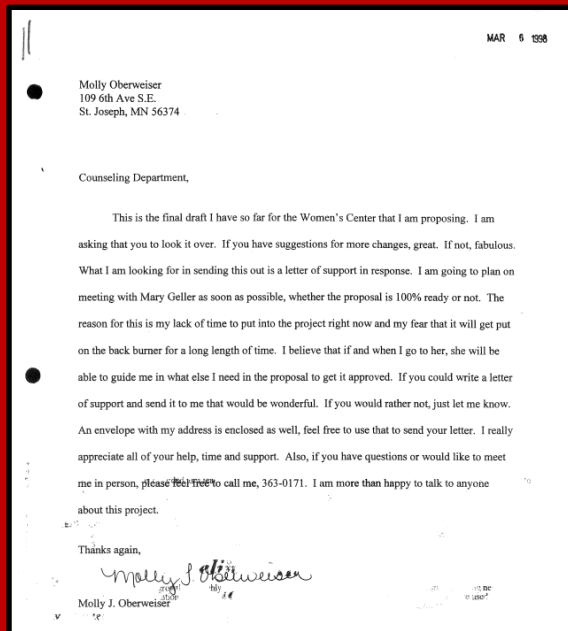 MAR 6 1998
Molly Oberweiser
109 6th Ave S.E.
St. Joseph, MN 56374
Counseling Department,
This is the final draft I have so far for the Women's Center that I am proposing. I am
asking that you to look it over. If you have suggestions for more changes, great. If not, fabulous.
What I am looking for in sending this out is a letter of support in response. I am going to plan on
meeting with Mary Geller as soon as possible, whether the proposal is 100% ready or not. The
reason for this is my lack of time to put into the project right now and my fear that it will get put
on the back burner for a long length of time. I believe that if and when I go to her, she will be
able to guide me in what else I need in the proposal to get it approved. If you could write a letter
of support and send it to me that would be wonderful. If you would rather not, just let me know.
An envelope with my address is enclosed as well, feel free to use that to send your letter. I really
appreciate all of your help, time and support. Also, if you have questions or would like to meet
me in person, please feel free to call me, 363-0171. I am more than happy to talk to anyone
about this project.
Thanks again,
Molly J. Oberweiser
Molly J. Oberweiser